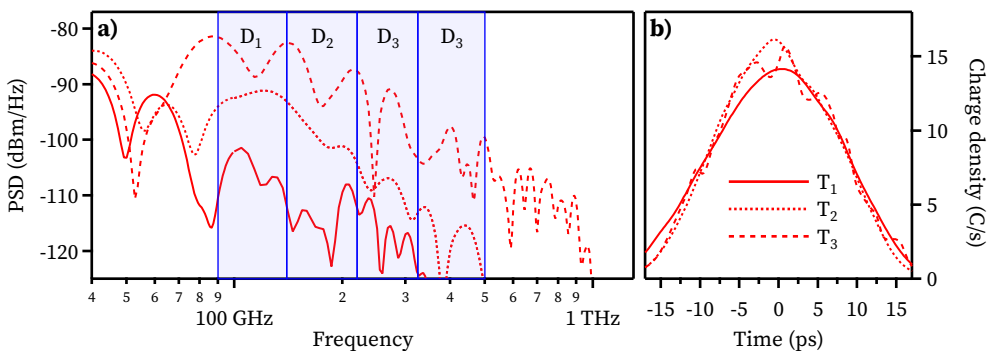 a)
D₁ D₂ D₃ D₃
-80
-90
-100
-110
-120
PSD (dBm/Hz)
4 5 6 7 8 9 2 3 4 5 6 7 8 9
100 GHz 1 THz
Frequency
b)
T₁
T₂
T₃
15
10
5
0
Charge density (C/s)
-15 -10 -5 0 5 10 15
Time (ps)